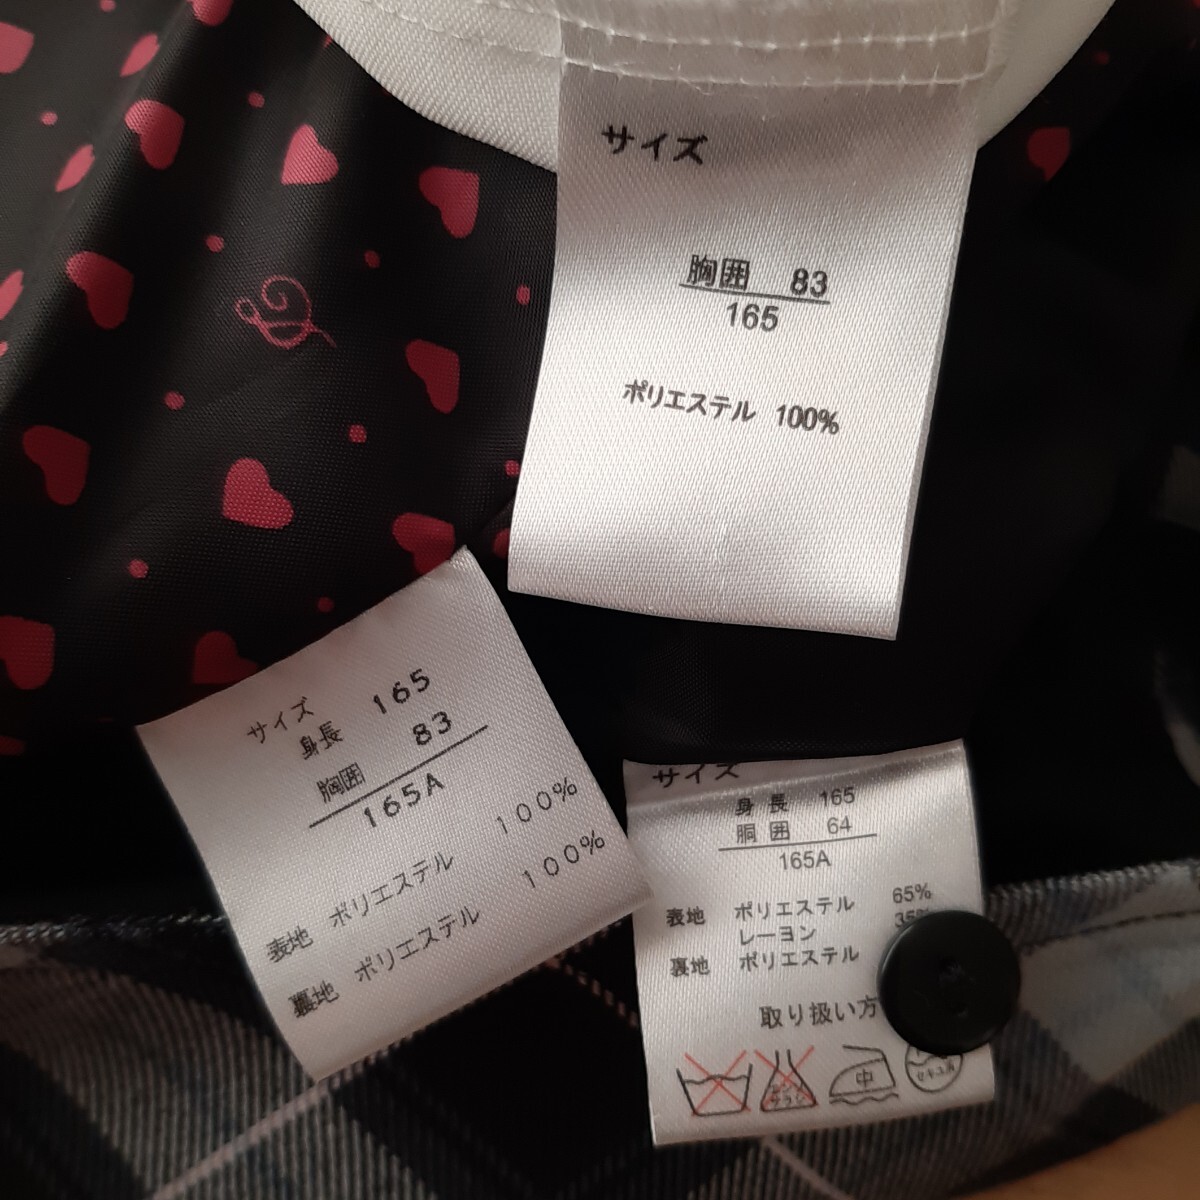 サイズ
胸囲 83
165
ポリエステル 100%
サイズ 165
身長 83
胸囲
165A
表地 ポリエステル 100%
裏地 ポリエステル 100%
サイズ
身長 165
胴囲 64
165A
表地 ポリエステル 65%
レーヨン
裏地 ポリエステル
取り扱い方
中
セキユ系